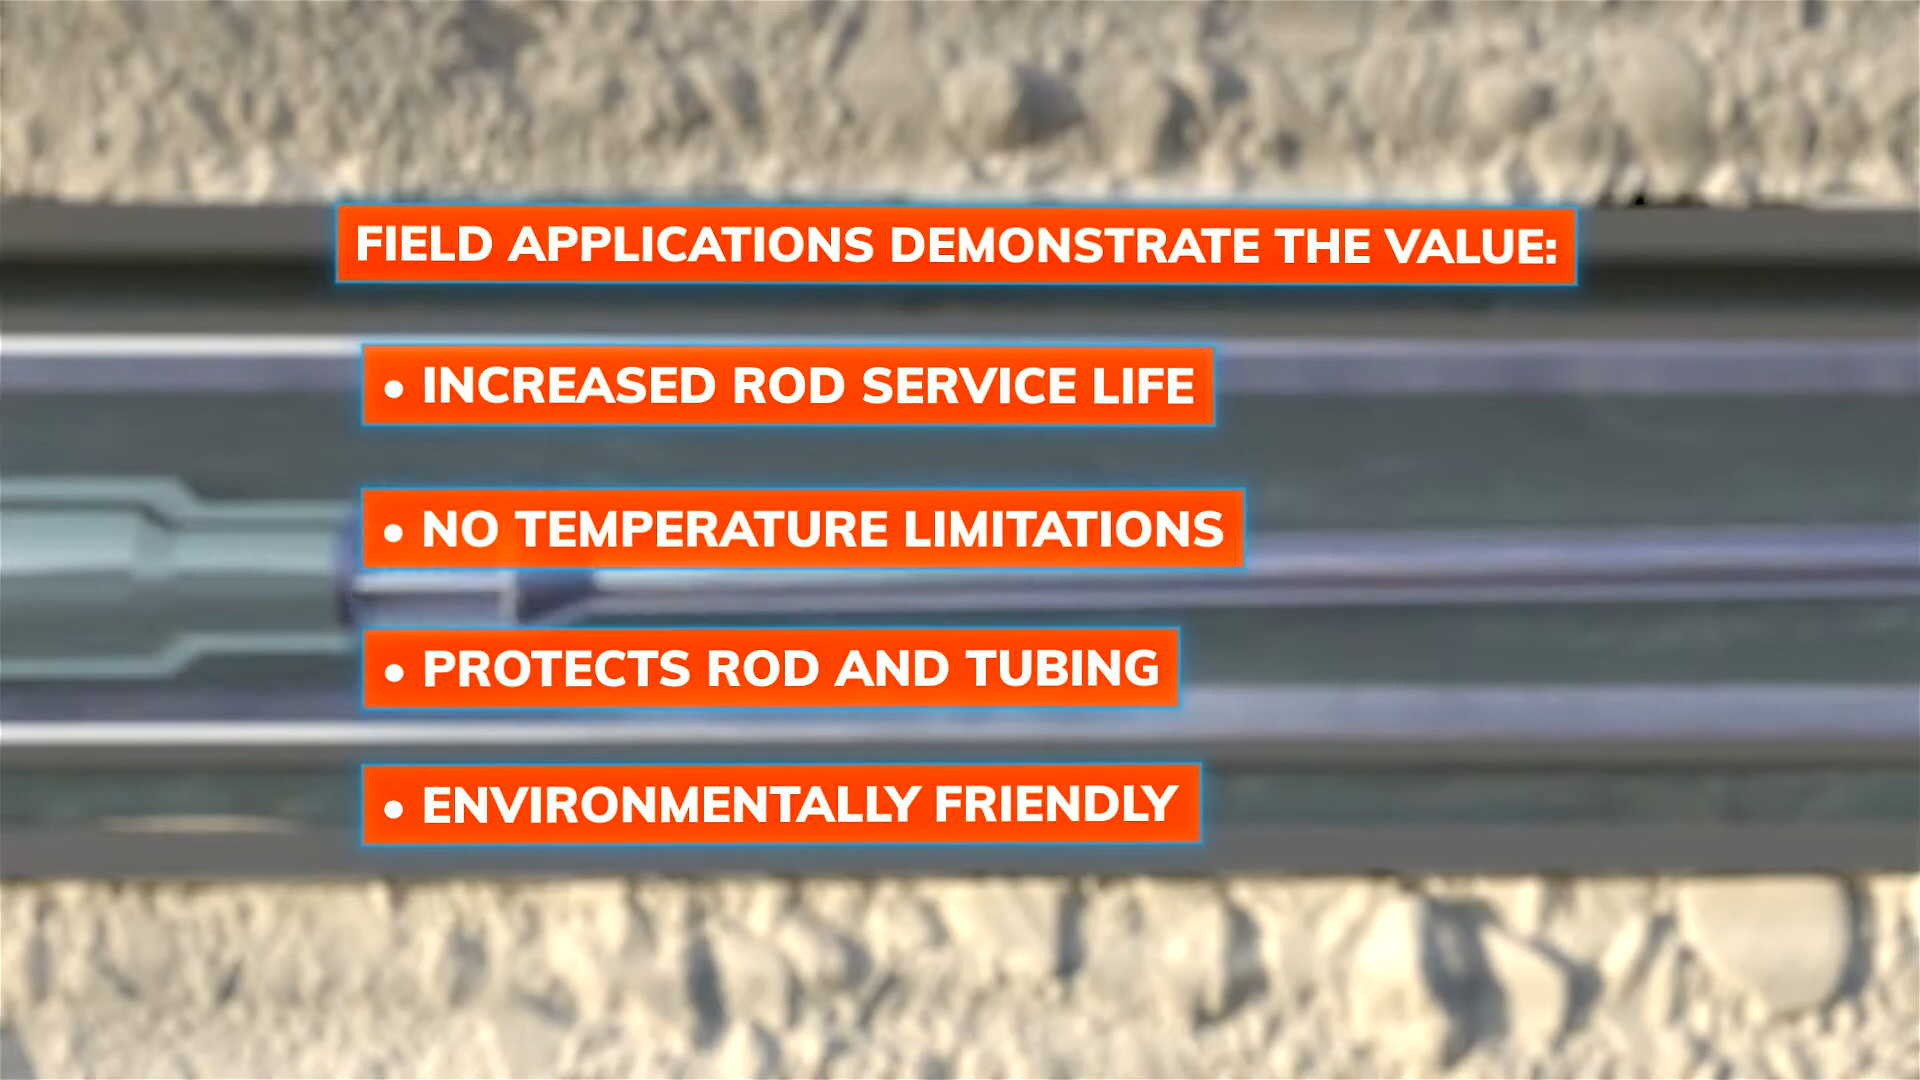 FIELD APPLICATIONS DEMONSTRATE THE VALUE:
• INCREASED ROD SERVICE LIFE
• NO TEMPERATURE LIMITATIONS
• PROTECTS ROD AND TUBING
• ENVIRONMENTALLY FRIENDLY